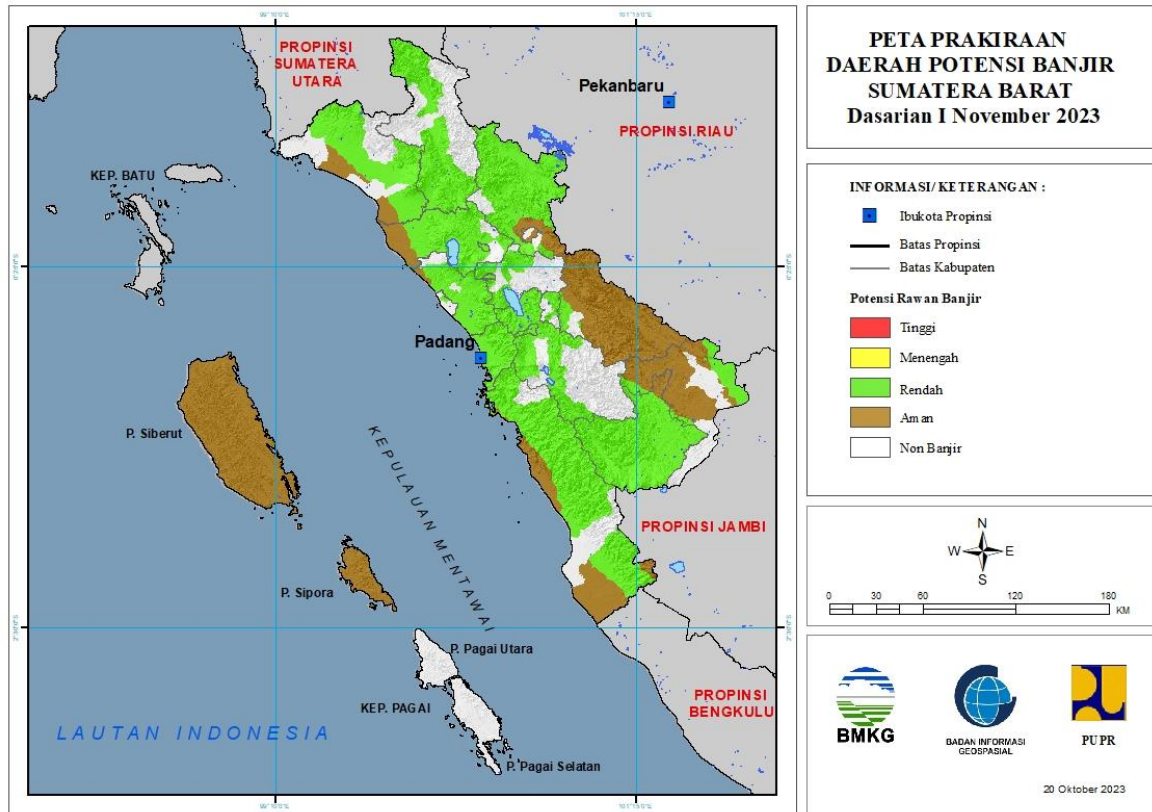 PROPINSI
SUMATERA
UTARA
Pekanbaru
PROPINSI RIAU
KEP. BATU
Padang
P. Siberut
KEPULAUAN MENTAWAI
PROPINSI JAMBI
P. Sipora
P. Pagai Utara
KEP. PAGAI
PROPINSI
BENGKULU
LAUTAN INDONESIA
P. Pagai Selatan
PETA PRAKIRAAN
DAERAH POTENSI BANJIR
SUMATERA BARAT
Dasarian I November 2023
INFORMASI/ KETERANGAN :
Ibukota Propinsi
Batas Propinsi
Batas Kabupaten
Potensi Rawan Banjir
Tinggi
Menengah
Rendah
Aman
Non Banjir
N
W E
S
0 30 60 120 180
KM
BMKG
BADAN INFORMASI
GEOSPASIAL
PUPR
20 Oktober 2023